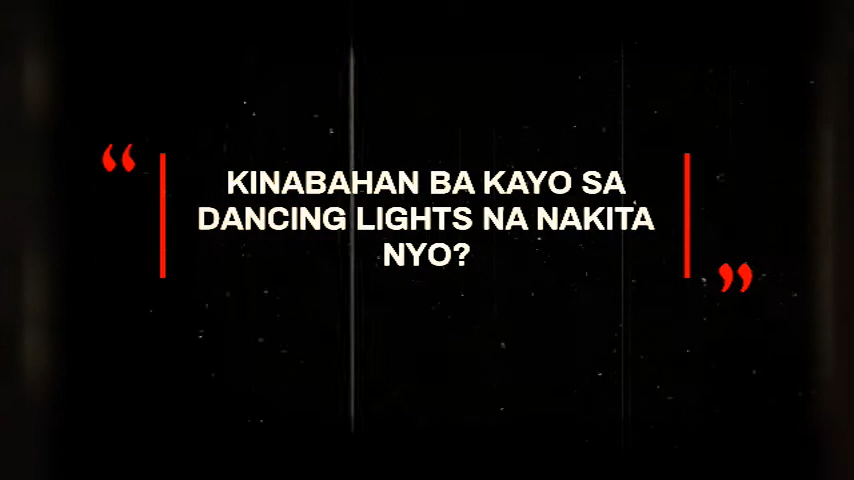 “ KINABAHAN BA KAYO SA
DANCING LIGHTS NA NAKITA
NYO? ”